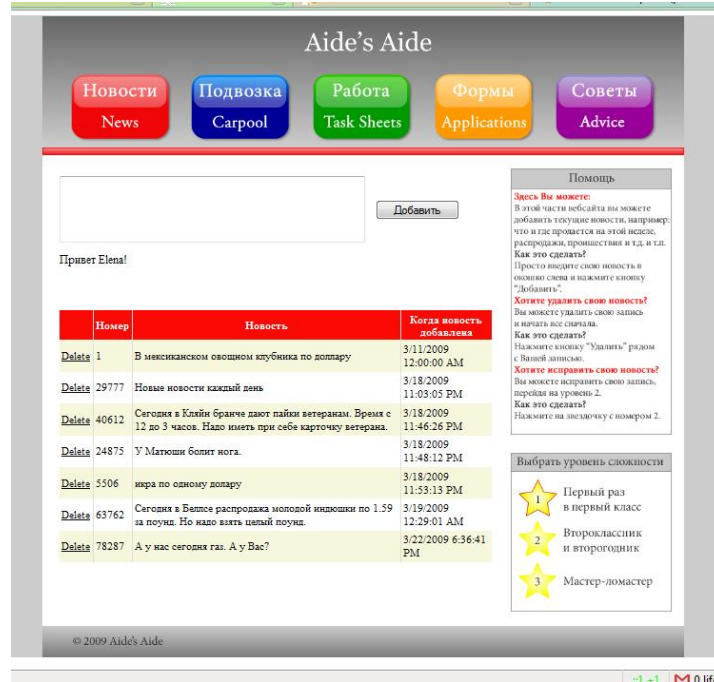 Aide's Aide
Новости
News
Подвозка
Carpool
Работа
Task Sheets
Формы
Applications
Советы
Advice
Добавить
Привет Elena!
Номер Новость Когда новость
добавлена
Delete 1 В мексиканском овощном клубника по доллару 3/11/2009
12:00:00 AM
Delete 29777 Новые новости каждый день 3/18/2009
11:03:05 PM
Delete 40612 Сегодня в Кляйн бранче дают пайки ветеранам. Время с
12 до 3 часов. Надо иметь при себе карточку ветерана. 3/18/2009
11:46:26 PM
Delete 24875 У Матюши болит нога. 3/18/2009
11:48:12 PM
Delete 5506 икра по одному долару 3/18/2009
11:53:13 PM
Delete 63762 Сегодня в Беллсе распродажа молодой индюшки по 1.59
за поунд. Но надо взять целый поунд. 3/19/2009
12:29:01 AM
Delete 78287 А у нас сегодня газ. А у Вас? 3/22/2009 6:36:41
PM
Помощь
Здесь Вы можете:
В этой части вебсайта вы можете
добавить текущие новости, например:
что и где продается на этой неделе,
распродажи, проишествия и т.д. и т.п.
Как это сделать?
Просто введите свою новость в
окошко слева и нажмите кнопку
"Добавить".
Хотите удалить свою новость?
Вы можете удалить свою запись
и начать все сначала.
Как это сделать?
Нажмите кнопку "Удалить" рядом
с Вашей записью.
Хотите исправить свою новость?
Вы можете исправить свою запись,
перейдя на уровень 2.
Как это сделать?
Нажмите на звездочку с номером 2.
Выбрать уровень сложности
1 Первый раз
в первый класс
2 Второклассник
и второгодник
3 Мастер-ломастер
© 2009 Aide's Aide